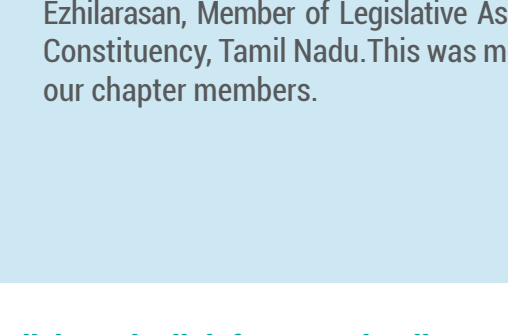 Ezhilarasan, Member of Legislative As
Constituency, Tamil Nadu.This was m
our chapter members.